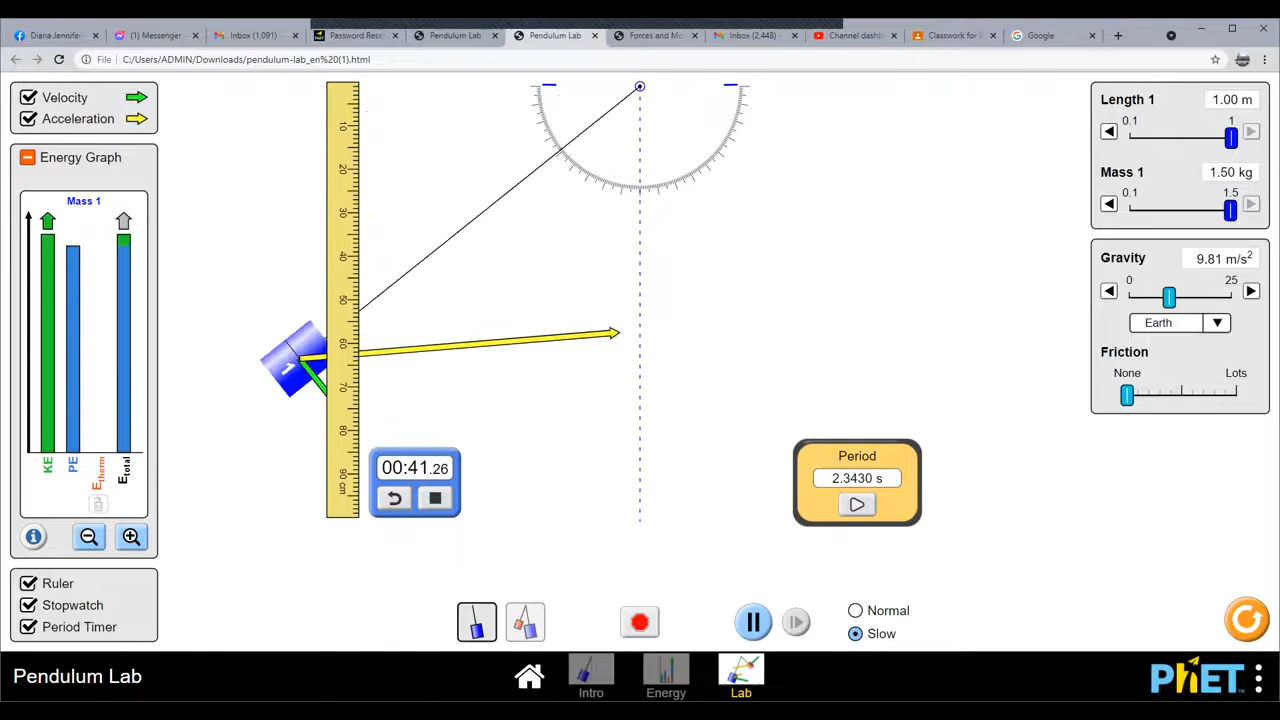 Diana Jennife
(1) Messenger
Inbox (1,091)
Password Rese
Pendulum Lab
Pendulum Lab
Forces and Mo
Inbox (2,448)
Channel dashb
Classwork for S
Google
File C:/Users/ADMIN/Downloads/pendulum-lab_en%20(1).html
Velocity
Acceleration
Energy Graph
Mass 1
KE PE Etherm Etotal
Ruler
Stopwatch
Period Timer
10
20
30
40
50
60
70
80
90 cm
1
00:41.26
Period
2.3430 s
Normal
Slow
Length 1 1.00 m
0.1 1
Mass 1 1.50 kg
0.1 1.5
Gravity 9.81 m/s²
0 25
Earth
Friction
None Lots
Pendulum Lab
Intro
Energy
Lab
PhET